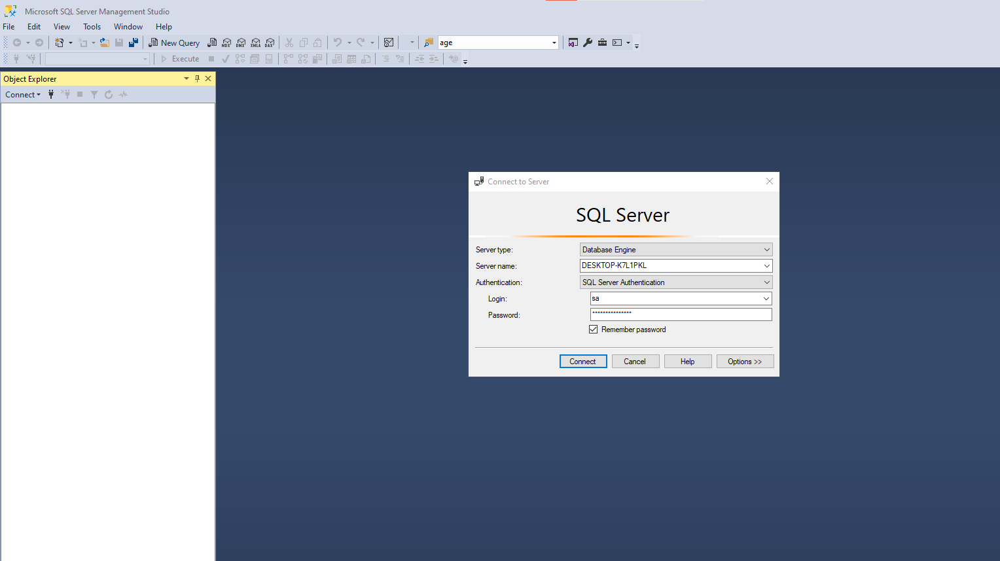 Microsoft SQL Server Management Studio
File Edit View Tools Window Help
New Query MDX DMX XMLA DAX age
Execute
Object Explorer
Connect
Connect to Server
SQL Server
Server type: Database Engine
Server name: DESKTOP-K7L1PKL
Authentication: SQL Server Authentication
Login: sa
Password: ***************
Remember password
Connect Cancel Help Options >>